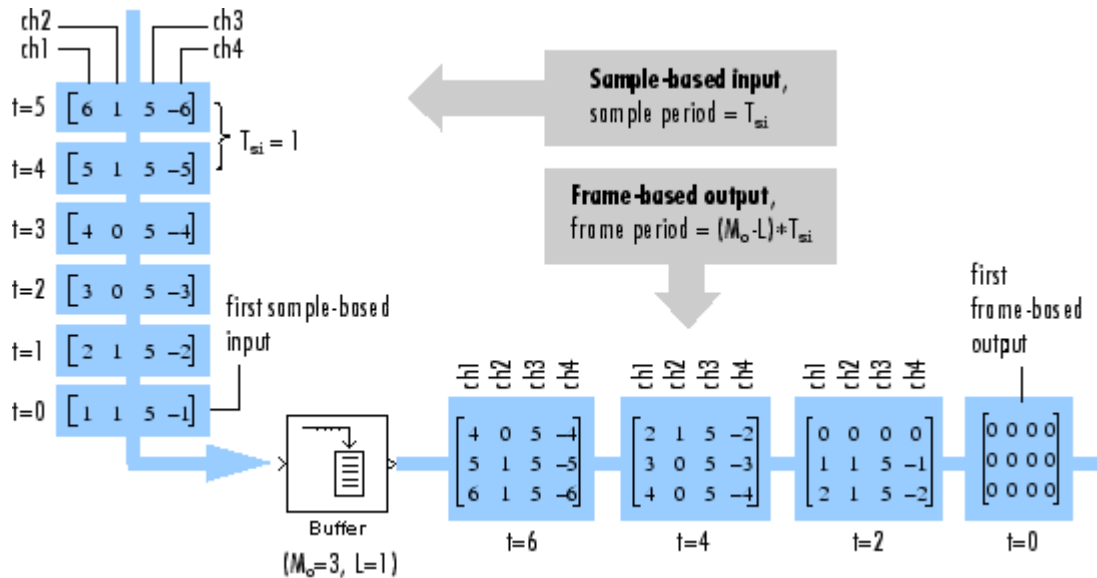 ch2
ch1
ch3
ch4
t=5 [6 1 5 −6]
t=4 [5 1 5 −5]
t=3 [4 0 5 −4]
t=2 [3 0 5 −3]
t=1 [2 1 5 −2]
t=0 [1 1 5 −1]
T_si = 1
first sample-based
input
Sample-based input,
sample period = T_si
Frame-based output,
frame period = (M_o-L)*T_si
first
frame-based
output
Buffer
(M_o=3, L=1)
ch1 ch2 ch3 ch4
4 0 5 −4
5 1 5 −5
6 1 5 −6
t=6
ch1 ch2 ch3 ch4
2 1 5 −2
3 0 5 −3
4 0 5 −4
t=4
ch1 ch2 ch3 ch4
0 0 0 0
1 1 5 −1
2 1 5 −2
t=2
0 0 0 0
0 0 0 0
0 0 0 0
t=0